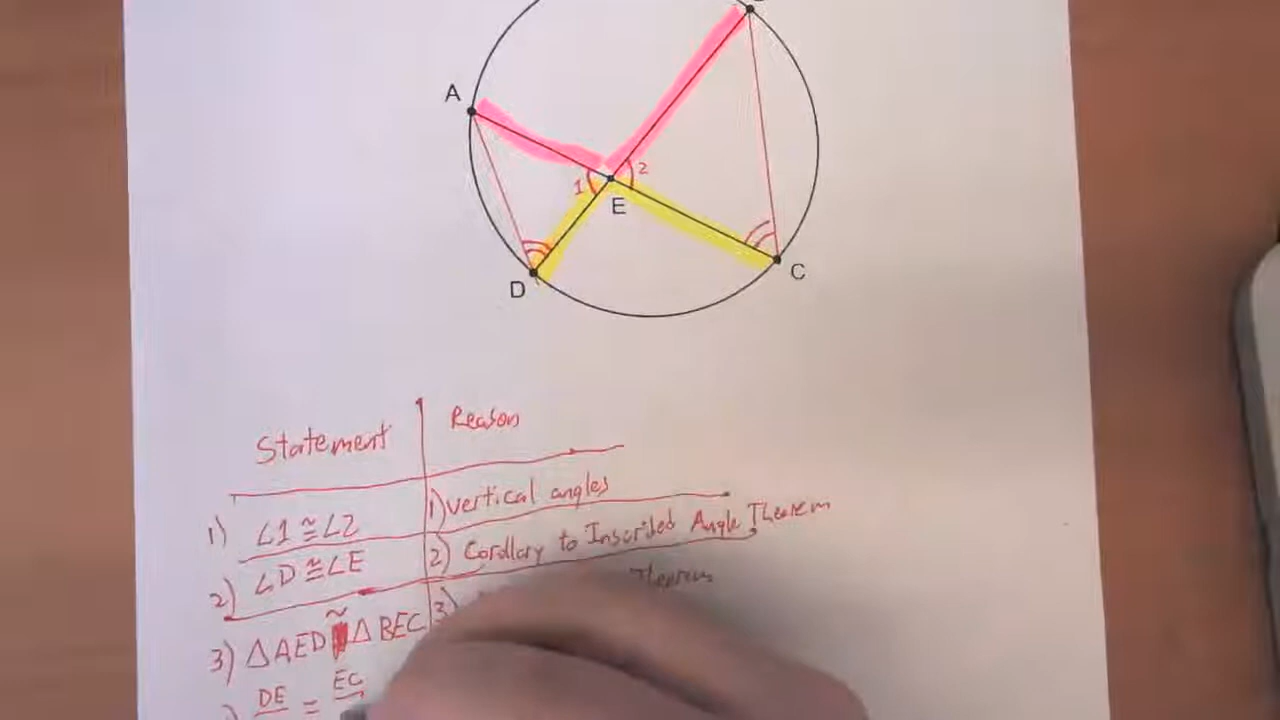 A
2
1
E
D
C
Statement Reason
1) ∠1 ≅ ∠2 1) vertical angles
2) ∠D ≅ ∠E 2) Corollary to Inscribed Angle Theorem
3) △AED ~ △BEC 3) Theorem
DE = EC